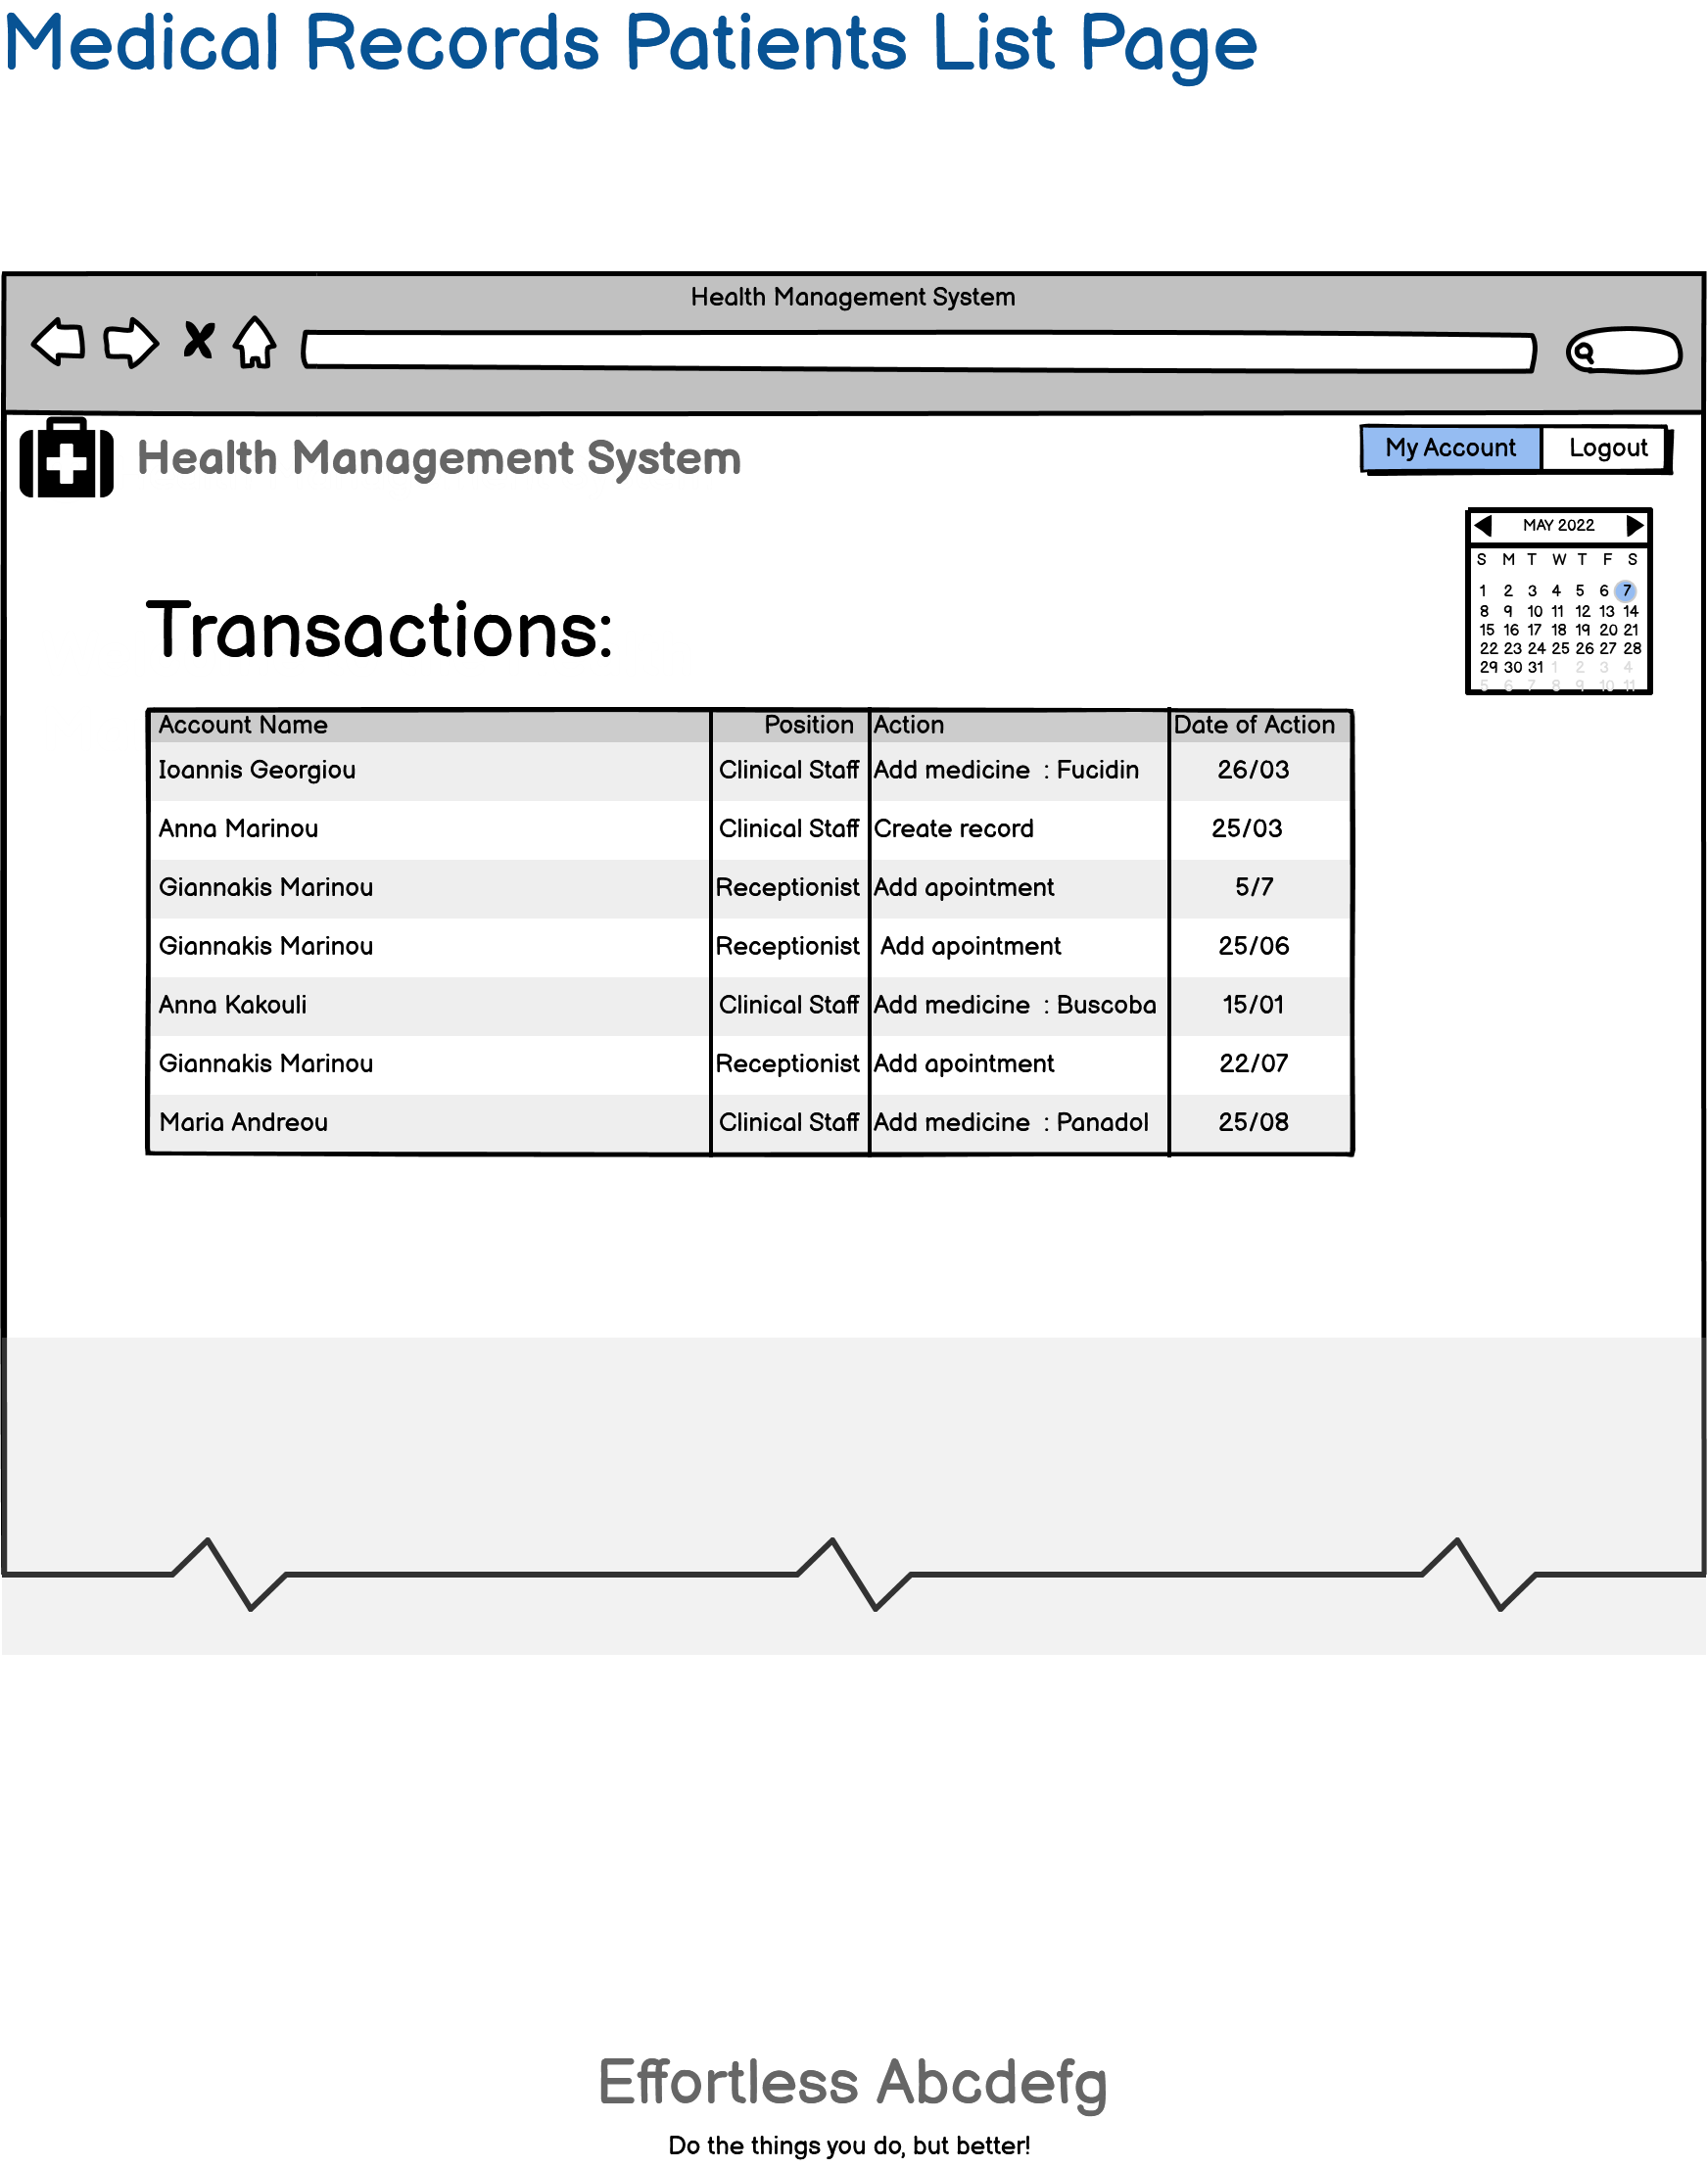 Medical Records Patients List Page
Health Management System
Health Management System
My Account Logout
MAY 2022
S M T W T F S
1 2 3 4 5 6 7
8 9 10 11 12 13 14
15 16 17 18 19 20 21
22 23 24 25 26 27 28
29 30 31 1 2 3 4
5 6 7 8 9 10 11
Transactions:
Account Name Position Action Date of Action
Ioannis Georgiou Clinical Staff Add medicine : Fucidin 26/03
Anna Marinou Clinical Staff Create record 25/03
Giannakis Marinou Receptionist Add apointment 5/7
Giannakis Marinou Receptionist Add apointment 25/06
Anna Kakouli Clinical Staff Add medicine : Buscoba 15/01
Giannakis Marinou Receptionist Add apointment 22/07
Maria Andreou Clinical Staff Add medicine : Panadol 25/08
Effortless Abcdefg
Do the things you do, but better!